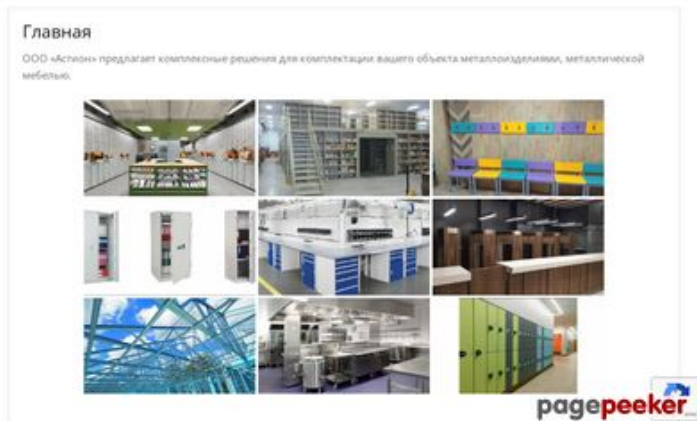 Главная
ООО «Астион» предлагает комплексные решения для комплектации вашего объекта металлоизделиями, металлической
мебелью.
pagepeeker